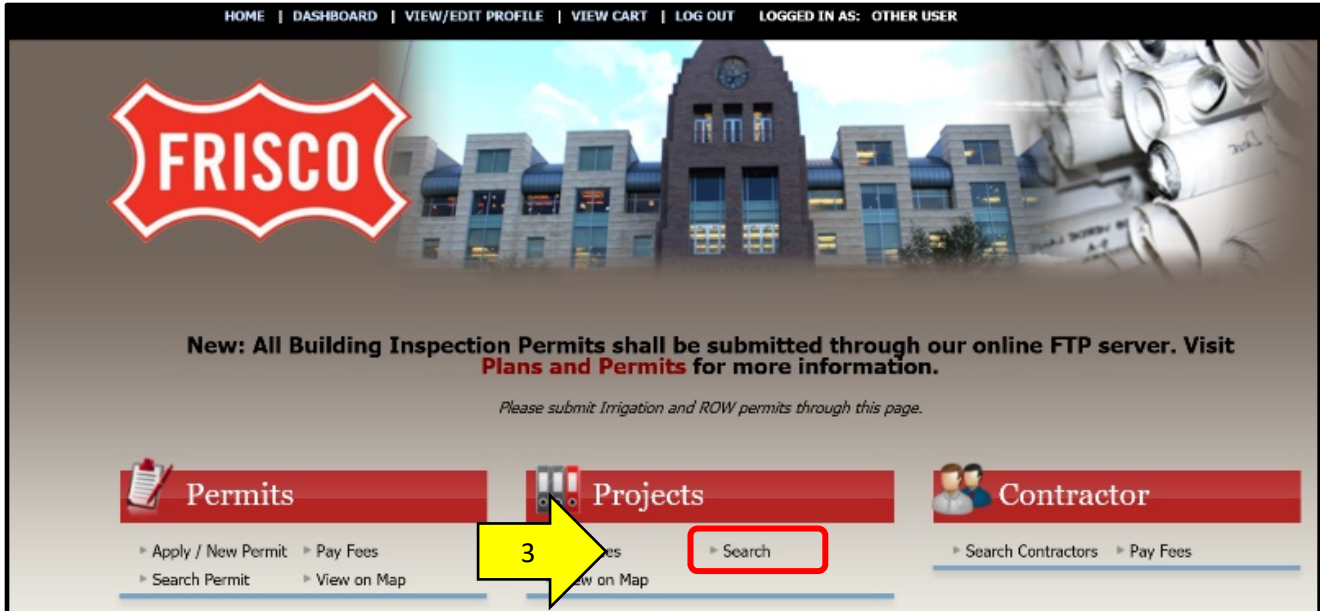 HOME | DASHBOARD | VIEW/EDIT PROFILE | VIEW CART | LOG OUT LOGGED IN AS: OTHER USER
FRISCO
New: All Building Inspection Permits shall be submitted through our online FTP server. Visit
Plans and Permits for more information.
Please submit Irrigation and ROW permits through this page.
Permits
Apply / New Permit Pay Fees
Search Permit View on Map
Projects
3
Search
on Map
Contractor
Search Contractors Pay Fees